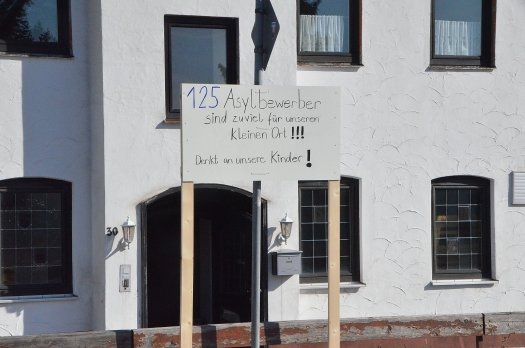 125 Asylbewerber
sind zuviel für unseren
kleinen Ort !!!
Denkt an unsere Kinder !
30